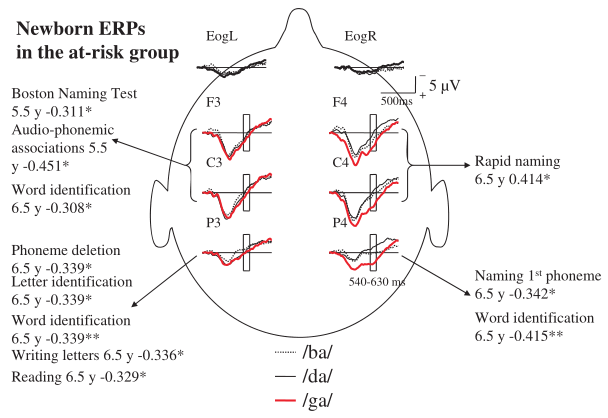 Newborn ERPs
in the at-risk group
EogL
EogR
5 µV
500ms
− +
Boston Naming Test
5.5 y -0.311*
Audio-phonemic
associations 5.5
y -0.451*
Word identification
6.5 y -0.308*
F3
F4
C3
C4
P3
P4
Rapid naming
6.5 y 0.414*
Phoneme deletion
6.5 y -0.339*
Letter identification
6.5 y -0.339*
Word identification
6.5 y -0.339**
Writing letters 6.5 y -0.336*
Reading 6.5 y -0.329*
540-630 ms
Naming 1st phoneme
6.5 y -0.342*
Word identification
6.5 y -0.415**
/ba/
/da/
/ga/